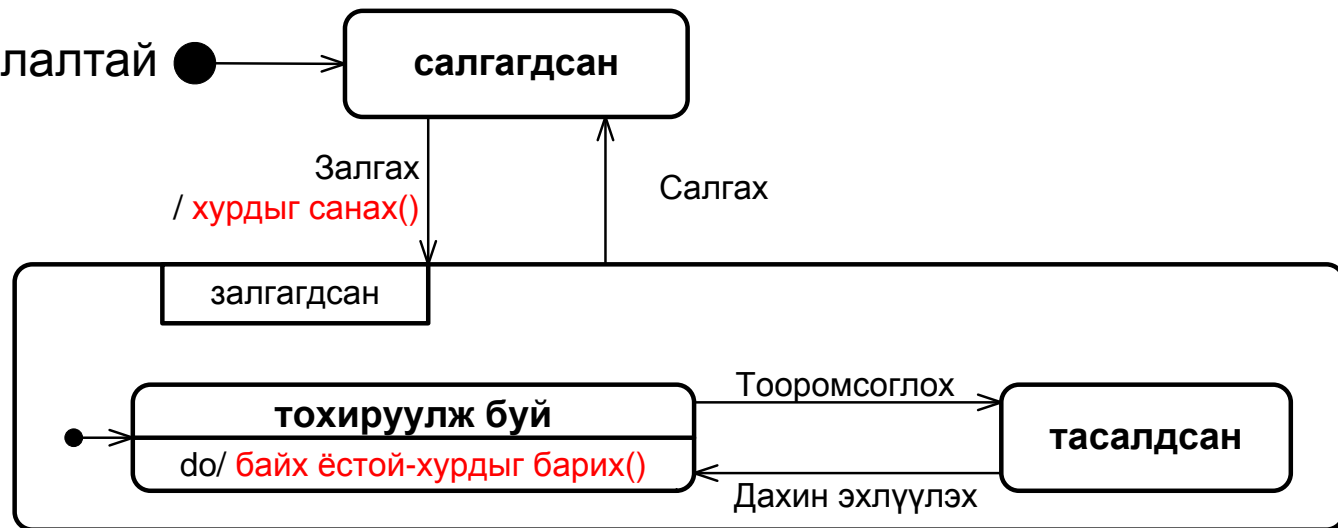 лалтай
салгагдсан
Залгах
/ хурдыг санах()
Салгах
залгагдсан
Тооромсоглох
тохируулж буй
do/ байх ёстой-хурдыг барих()
тасалдсан
Дахин эхлүүлэх